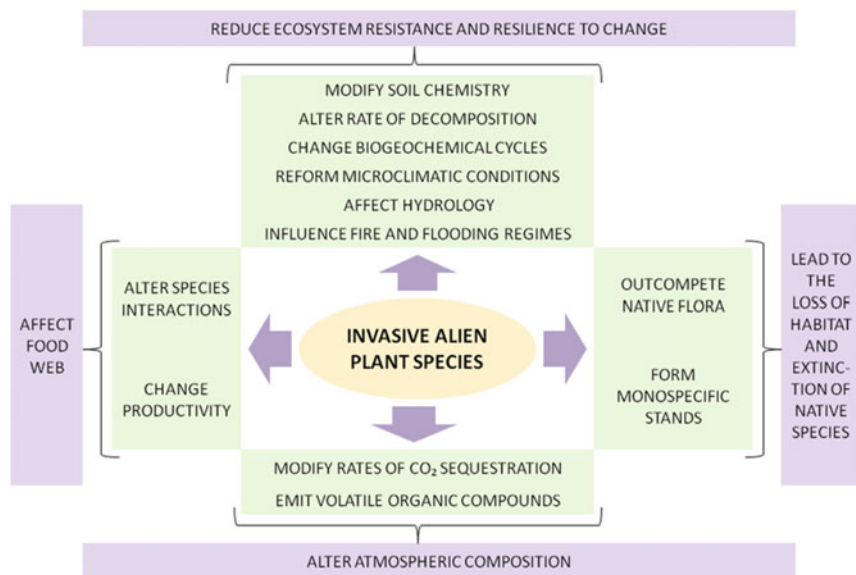 REDUCE ECOSYSTEM RESISTANCE AND RESILIENCE TO CHANGE
MODIFY SOIL CHEMISTRY
ALTER RATE OF DECOMPOSITION
CHANGE BIOGEOCHEMICAL CYCLES
REFORM MICROCLIMATIC CONDITIONS
AFFECT HYDROLOGY
INFLUENCE FIRE AND FLOODING REGIMES
AFFECT
FOOD
WEB
ALTER SPECIES
INTERACTIONS
CHANGE
PRODUCTIVITY
INVASIVE ALIEN
PLANT SPECIES
OUTCOMPETE
NATIVE FLORA
FORM
MONOSPECIFIC
STANDS
LEAD TO
THE
LOSS OF
HABITAT
AND
EXTINC-
TION OF
NATIVE
SPECIES
MODIFY RATES OF CO₂ SEQUESTRATION
EMIT VOLATILE ORGANIC COMPOUNDS
ALTER ATMOSPHERIC COMPOSITION